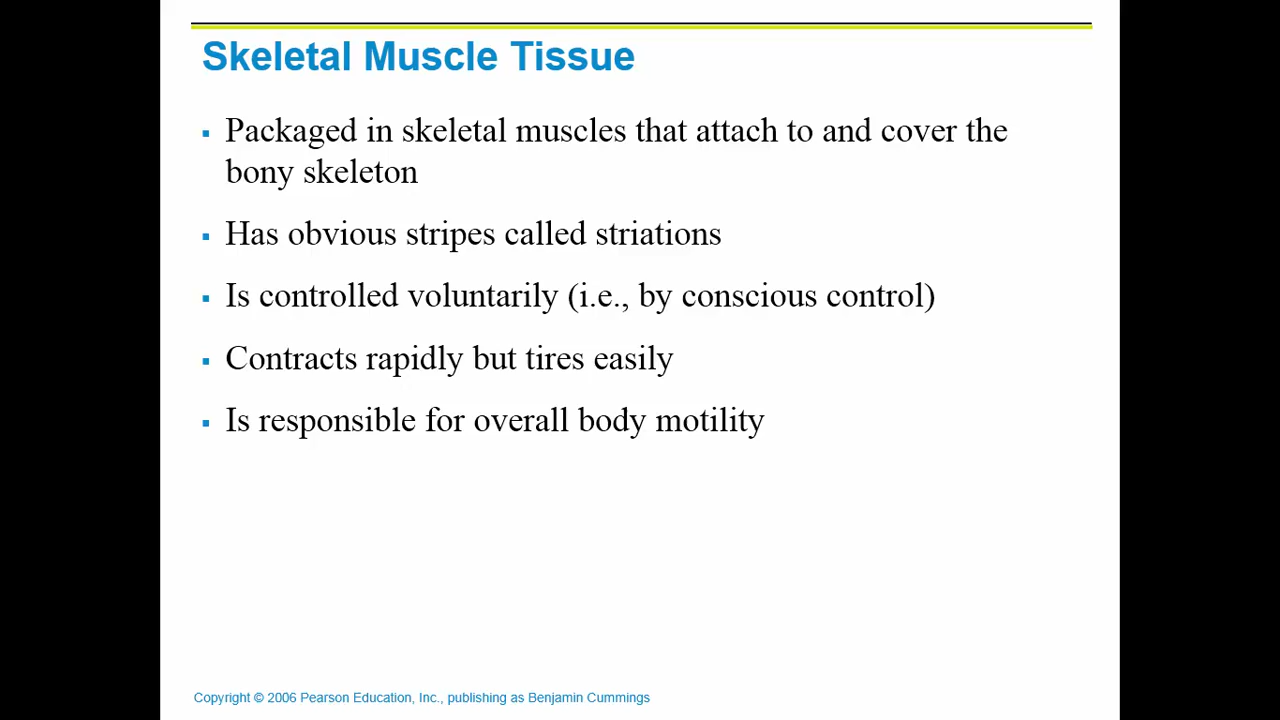 Skeletal Muscle Tissue
▪ Packaged in skeletal muscles that attach to and cover the
bony skeleton
▪ Has obvious stripes called striations
▪ Is controlled voluntarily (i.e., by conscious control)
▪ Contracts rapidly but tires easily
▪ Is responsible for overall body motility
Copyright © 2006 Pearson Education, Inc., publishing as Benjamin Cummings